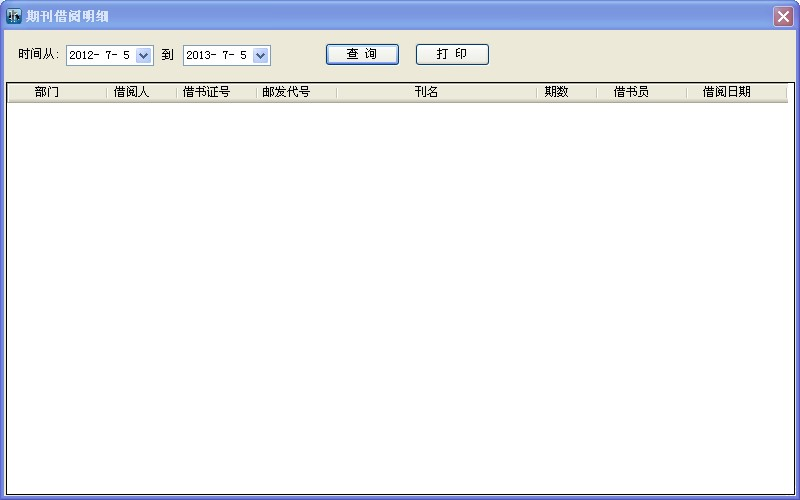 期刊借阅明细
时间从: 2012- 7- 5 到 2013- 7- 5 查 询 打 印
部门 借阅人 借书证号 邮发代号 刊名 期数 借书员 借阅日期